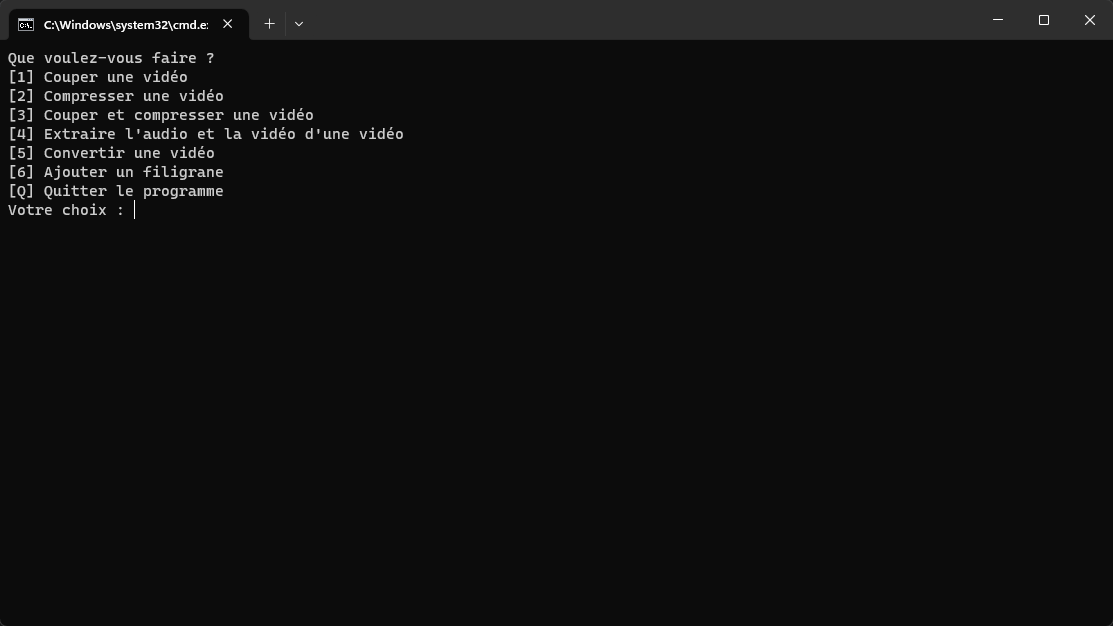 C:\Windows\system32\cmd.e:
Que voulez-vous faire ?
[1] Couper une vidéo
[2] Compresser une vidéo
[3] Couper et compresser une vidéo
[4] Extraire l'audio et la vidéo d'une vidéo
[5] Convertir une vidéo
[6] Ajouter un filigrane
[Q] Quitter le programme
Votre choix :